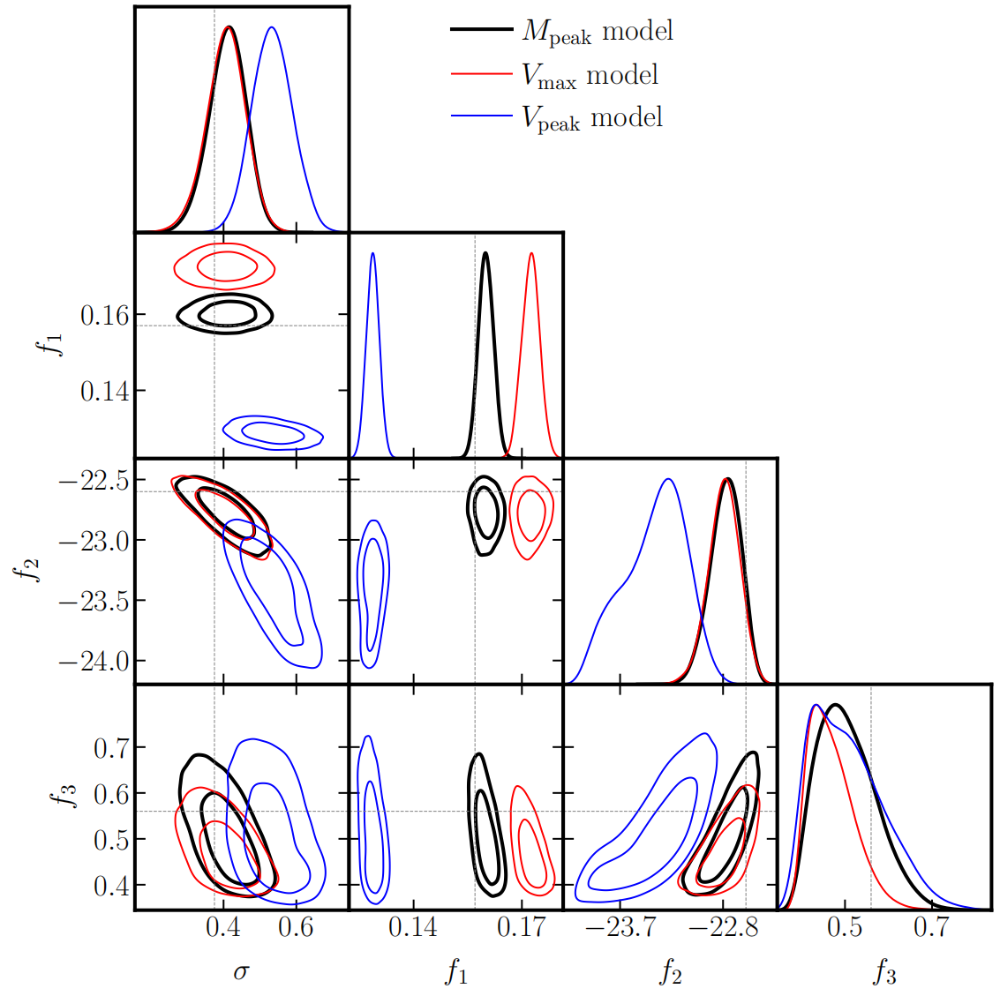 M_peak model
V_max model
V_peak model
0.16
0.14
f_1
−22.5
−23.0
−23.5
−24.0
f_2
0.7
0.6
0.5
0.4
f_3
0.4 0.6 0.14 0.17 −23.7 −22.8 0.5 0.7
σ f_1 f_2 f_3